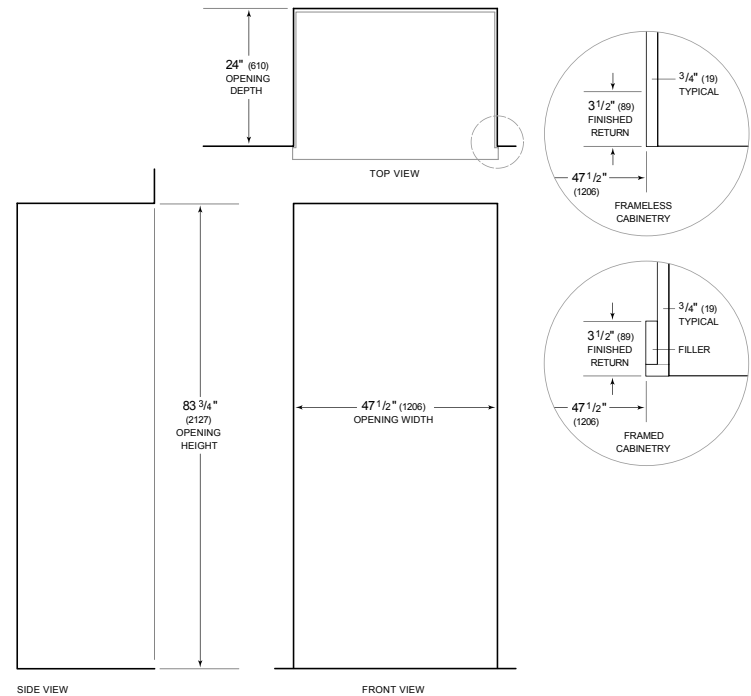 24" (610)
OPENING
DEPTH
TOP VIEW
3/4" (19)
TYPICAL
3 1/2" (89)
FINISHED
RETURN
47 1/2"
(1206)
FRAMELESS
CABINETRY
3/4" (19)
TYPICAL
3 1/2" (89)
FINISHED
RETURN
FILLER
47 1/2"
(1206)
FRAMED
CABINETRY
83 3/4"
(2127)
OPENING
HEIGHT
47 1/2" (1206)
OPENING WIDTH
SIDE VIEW
FRONT VIEW